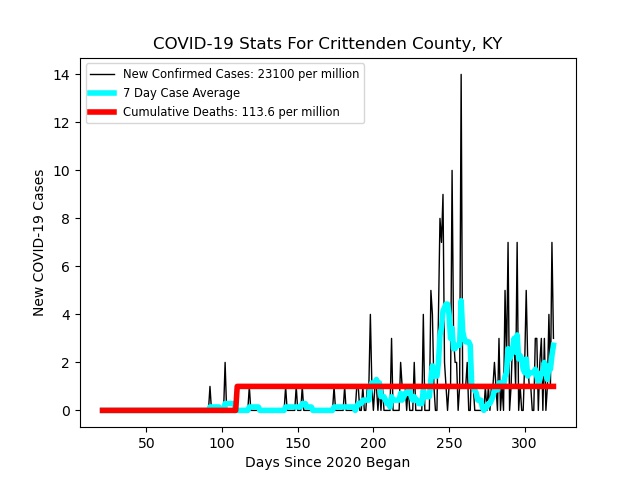 COVID-19 Stats For Crittenden County, KY
New Confirmed Cases: 23100 per million
7 Day Case Average
Cumulative Deaths: 113.6 per million
New COVID-19 Cases
14
12
10
8
6
4
2
0
50 100 150 200 250 300
Days Since 2020 Began